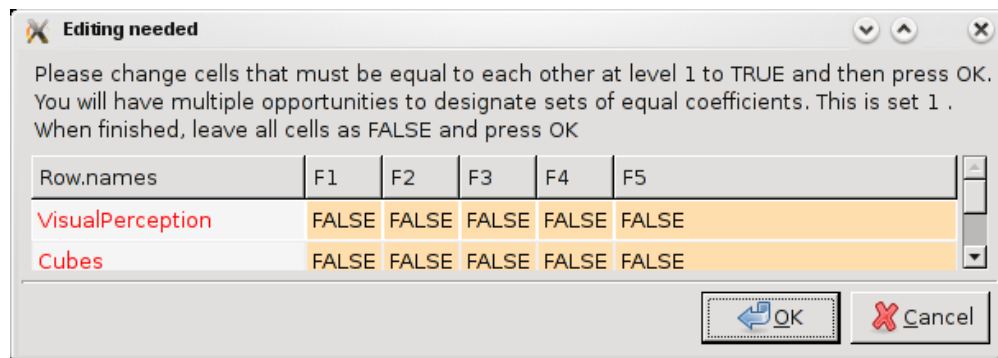 Editing needed
Please change cells that must be equal to each other at level 1 to TRUE and then press OK.
You will have multiple opportunities to designate sets of equal coefficients. This is set 1 .
When finished, leave all cells as FALSE and press OK
Row.names F1 F2 F3 F4 F5
VisualPerception FALSE FALSE FALSE FALSE FALSE
Cubes FALSE FALSE FALSE FALSE FALSE
OK Cancel